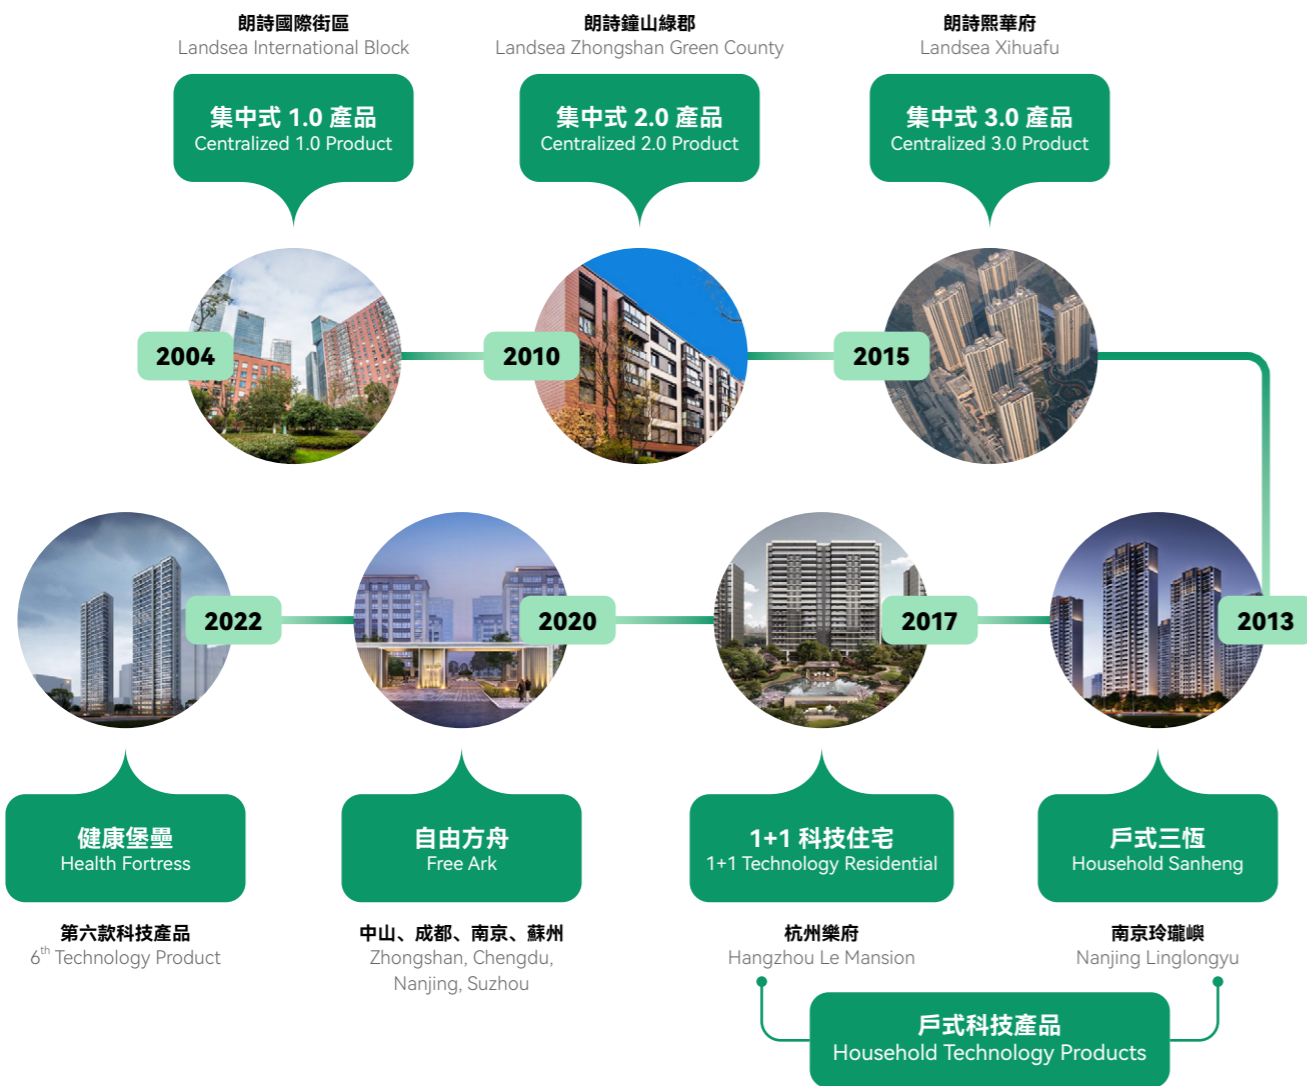 朗詩國際街區
Landsea International Block
集中式 1.0 產品
Centralized 1.0 Product
2004
朗詩鐘山綠郡
Landsea Zhongshan Green County
集中式 2.0 產品
Centralized 2.0 Product
2010
朗詩熙華府
Landsea Xihuafu
集中式 3.0 產品
Centralized 3.0 Product
2015
2013
戶式三恆
Household Sanheng
南京玲瓏嶼
Nanjing Linglongyu
2017
1+1 科技住宅
1+1 Technology Residential
杭州樂府
Hangzhou Le Mansion
戶式科技產品
Household Technology Products
2020
自由方舟
Free Ark
中山、成都、南京、蘇州
Zhongshan, Chengdu,
Nanjing, Suzhou
2022
健康堡壘
Health Fortress
第六款科技產品
6th Technology Product